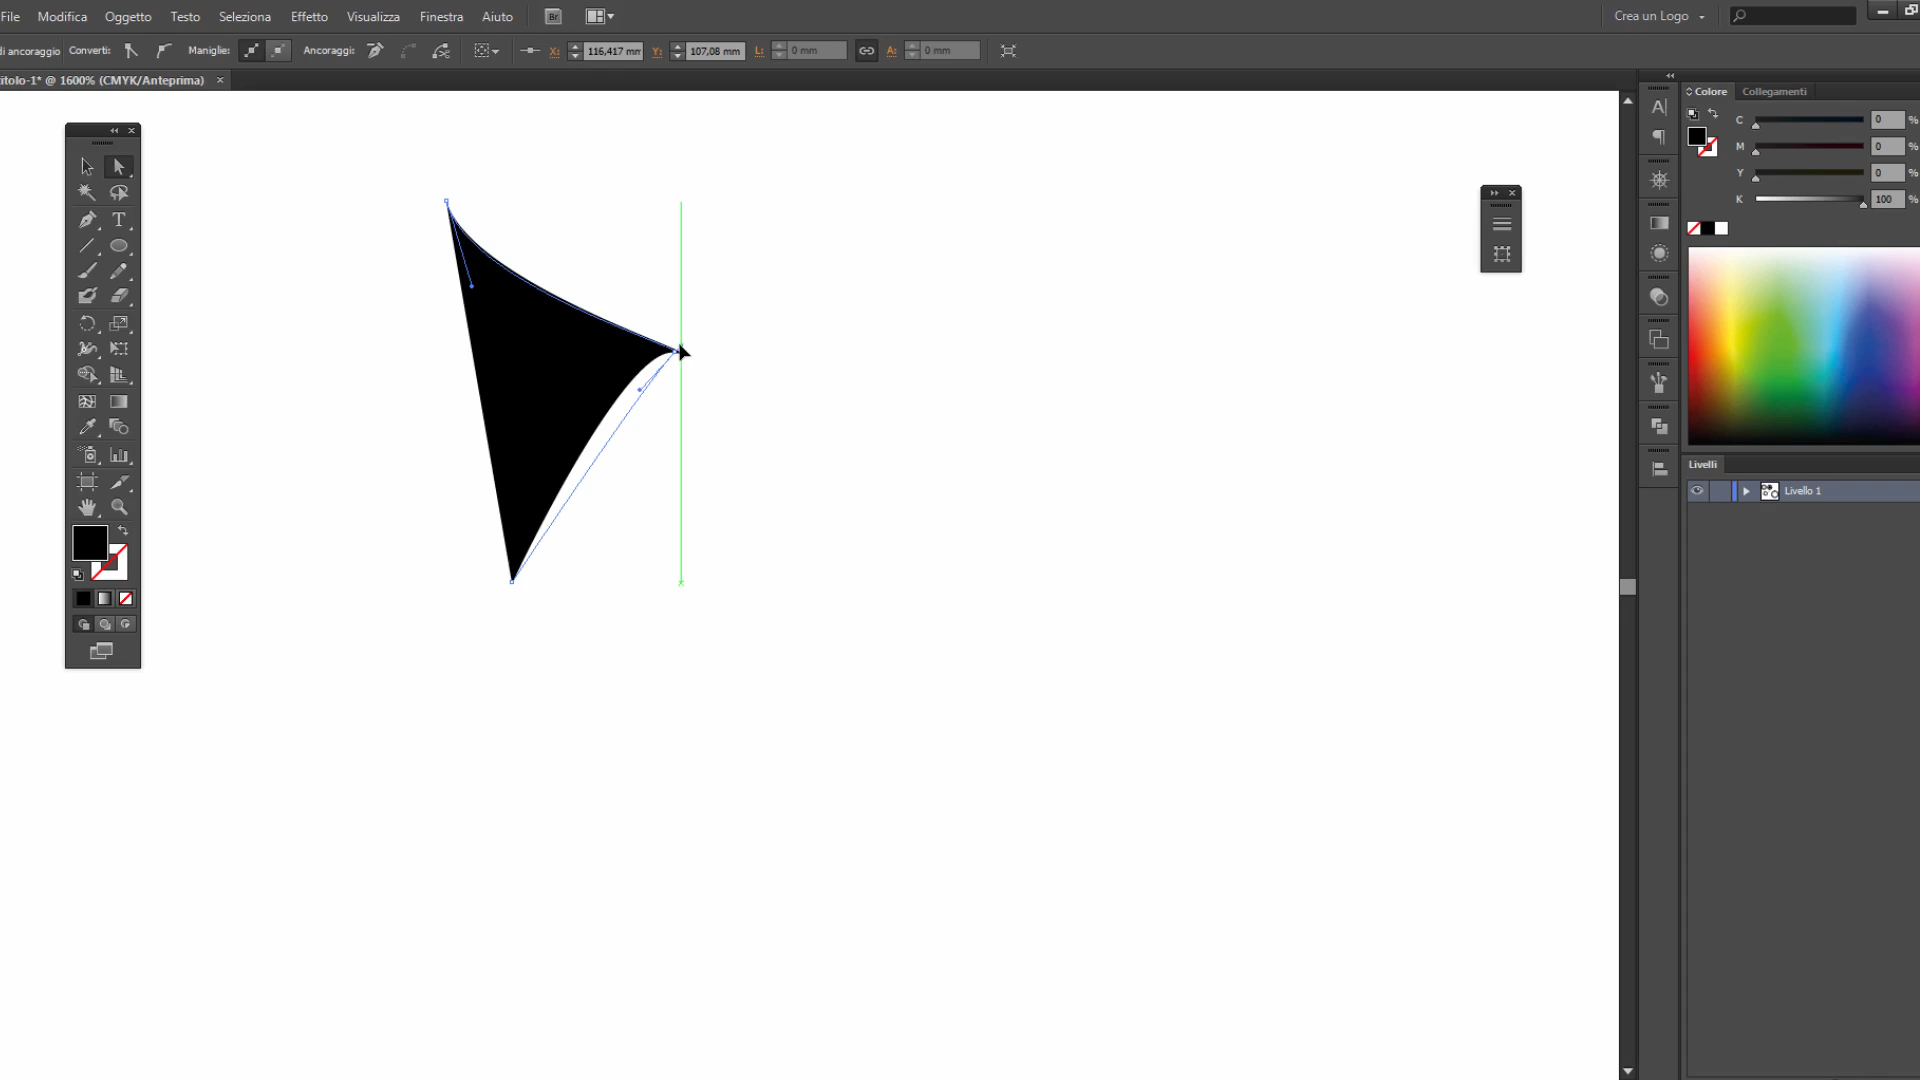 File Modifica Oggetto Testo Seleziona Effetto Visualizza Finestra Aiuto Br Crea un Logo
di ancoraggio Converti: Maniglie: Ancoraggi: X: 116,417 mm Y: 107,08 mm L: 0 mm A: 0 mm
itolo-1* @ 1600% (CMYK/Anteprima)
Colore Collegamenti
C 0 %
M 0 %
Y 0 %
K 100 %
Livelli
Livello 1